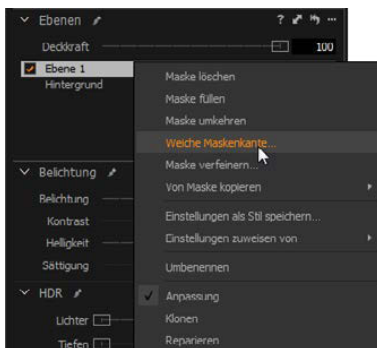 Ebenen ? ...
Deckkraft 100
Ebene 1
Hintergrund
Maske löschen
Maske füllen
Maske umkehren
Weiche Maskenkante...
Maske verfeinern...
Von Maske kopieren
Einstellungen als Stil speichern...
Einstellungen zuweisen von
Umbenennen
Anpassung
Klonen
Reparieren
Belichtung
Belichtung
Kontrast
Helligkeit
Sättigung
HDR
Lichter
Tiefen